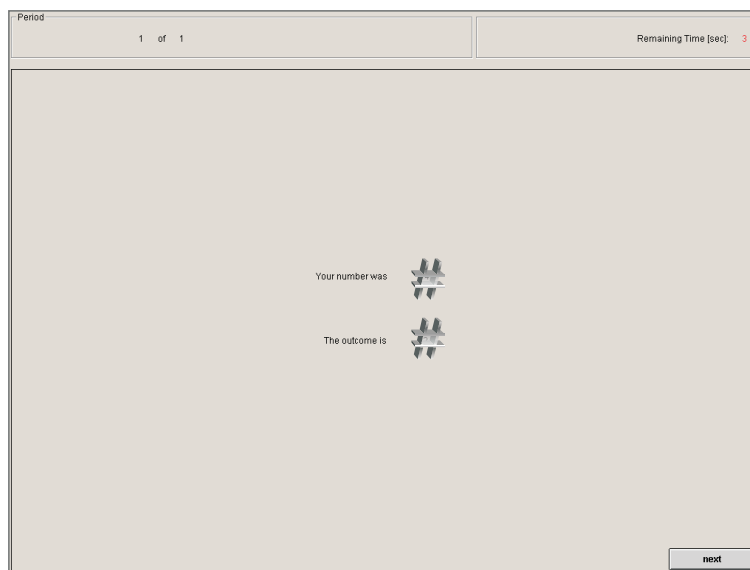 Period
1 of 1
Remaining Time [sec]: 3
Your number was #
The outcome is #
next